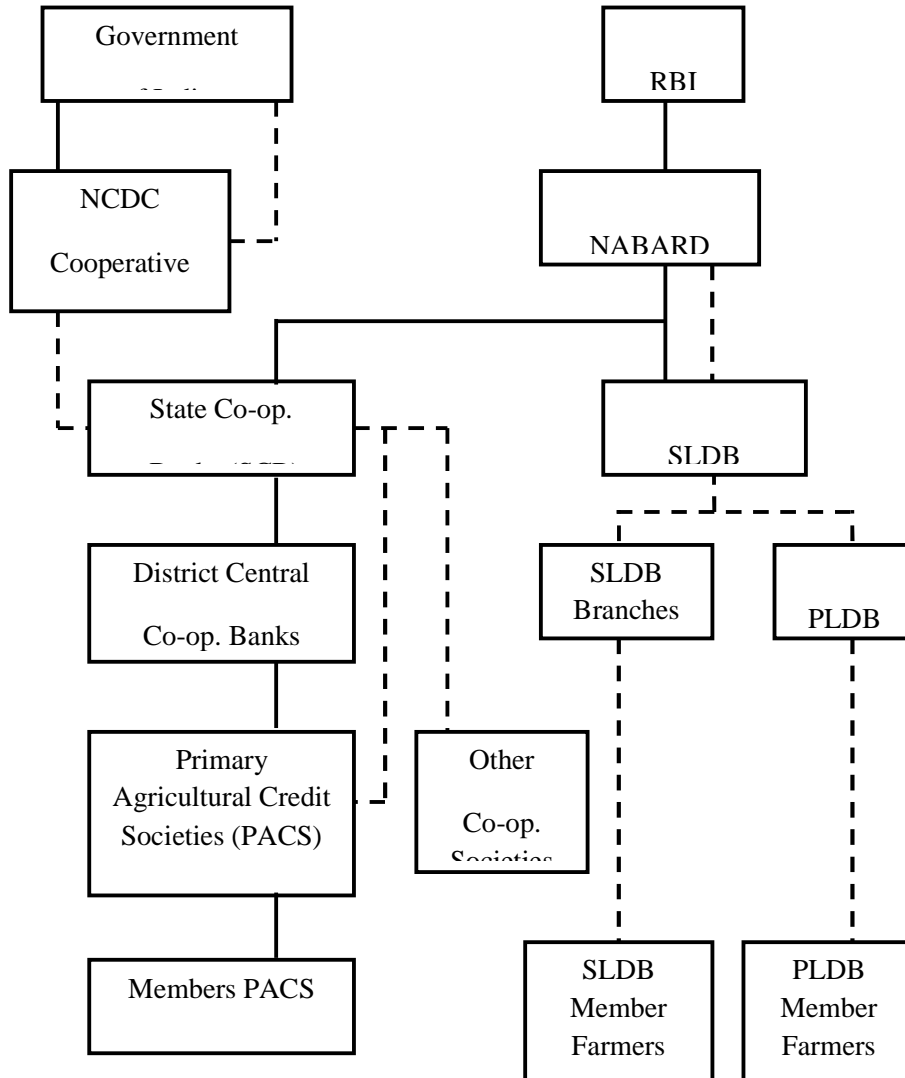 Government
RBI
NCDC
Cooperative
NABARD
State Co-op.
SLDB
District Central
Co-op. Banks
SLDB
Branches
PLDB
Primary
Agricultural Credit
Societies (PACS)
Other
Co-op.
Societies
Members PACS
SLDB
Member
Farmers
PLDB
Member
Farmers